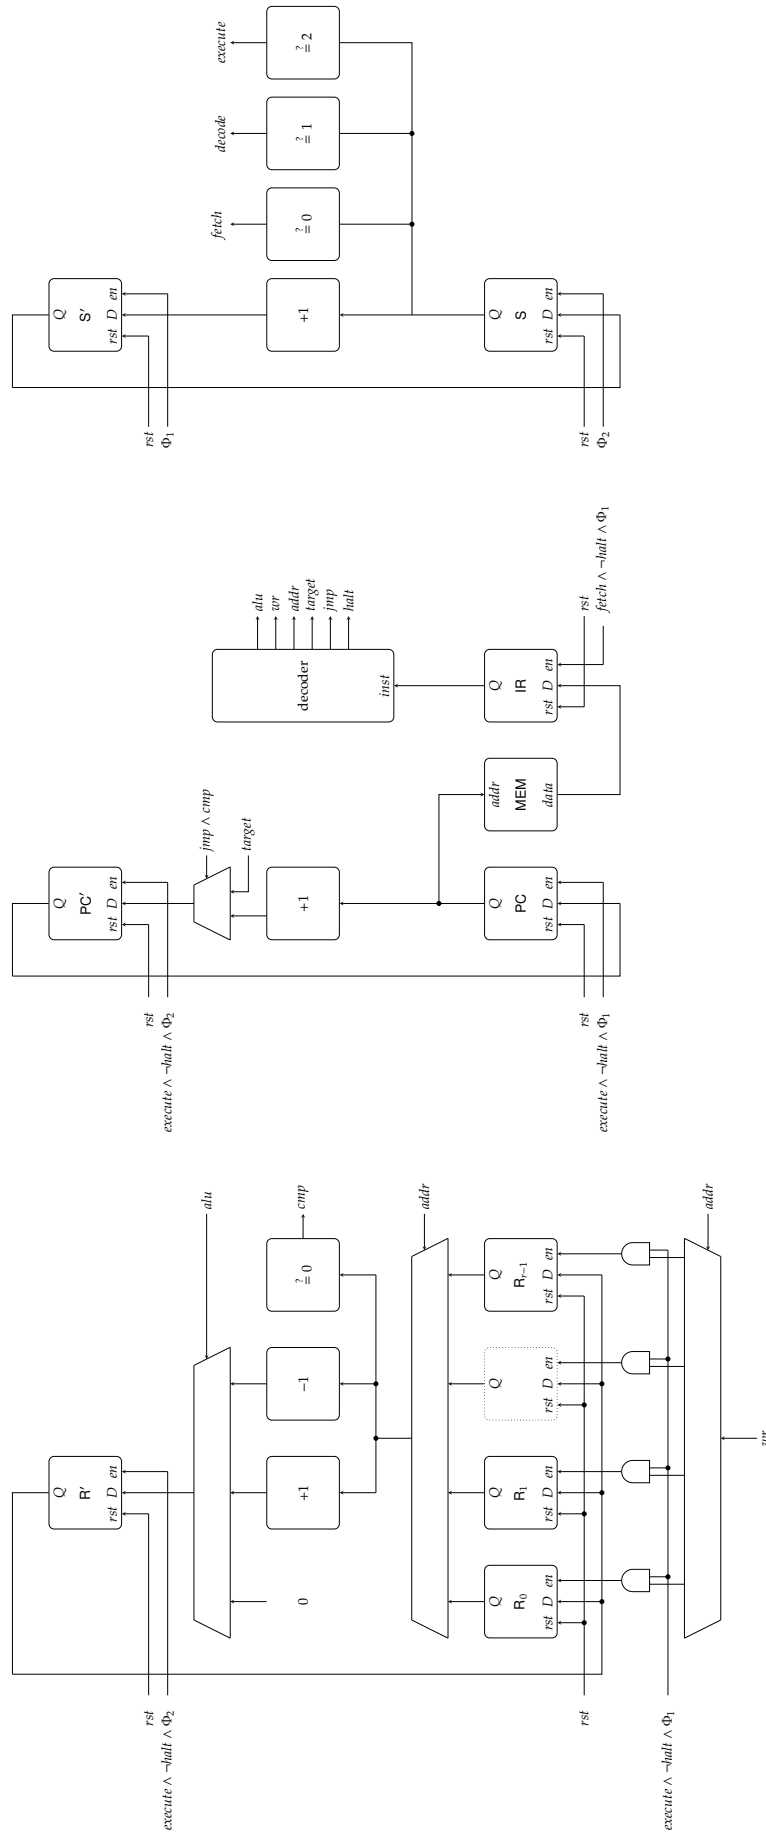 R′
Q
rst D en
rst
execute ∧ ¬halt ∧ Φ₂
alu
0
+1
−1
≟ 0
cmp
addr
Q
R₀
rst D en
Q
R₁
rst D en
Q
rst D en
Q
Rᵣ₋₁
rst D en
rst
execute ∧ ¬halt ∧ Φ₁
addr
Q
PC′
rst D en
rst
execute ∧ ¬halt ∧ Φ₂
jmp ∧ cmp
target
+1
Q
PC
rst D en
rst
execute ∧ ¬halt ∧ Φ₁
addr
MEM
data
decoder
inst
alu
wr
addr
target
jmp
halt
Q
IR
rst D en
rst
fetch ∧ ¬halt ∧ Φ₁
Q
S′
rst D en
rst
Φ₁
fetch
decode
execute
+1
≟ 0
≟ 1
≟ 2
Q
S
rst D en
rst
Φ₂